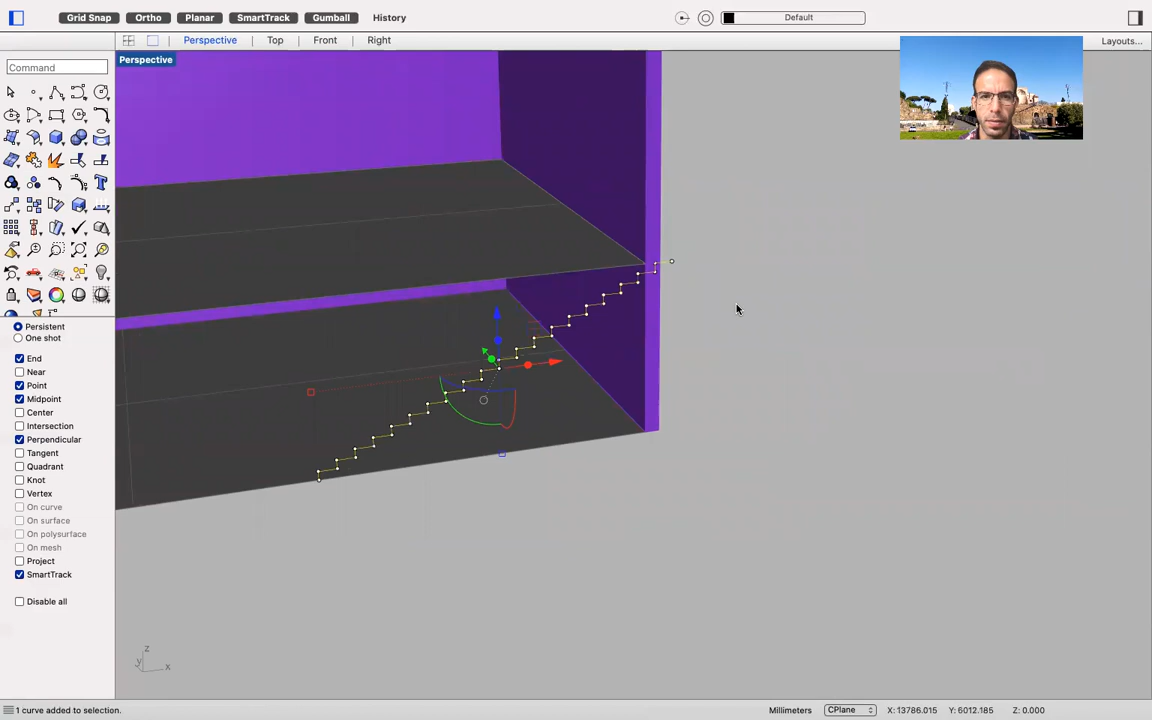 Grid Snap Ortho Planar SmartTrack Gumball History Default
Perspective Top Front Right Layouts...
Perspective
Command
Persistent
One shot
End
Near
Point
Midpoint
Center
Intersection
Perpendicular
Tangent
Quadrant
Knot
Vertex
On curve
On surface
On polysurface
On mesh
Project
SmartTrack
Disable all
z
y x
1 curve added to selection. Millimeters CPlane X: 13786.015 Y: 6012.185 Z: 0.000